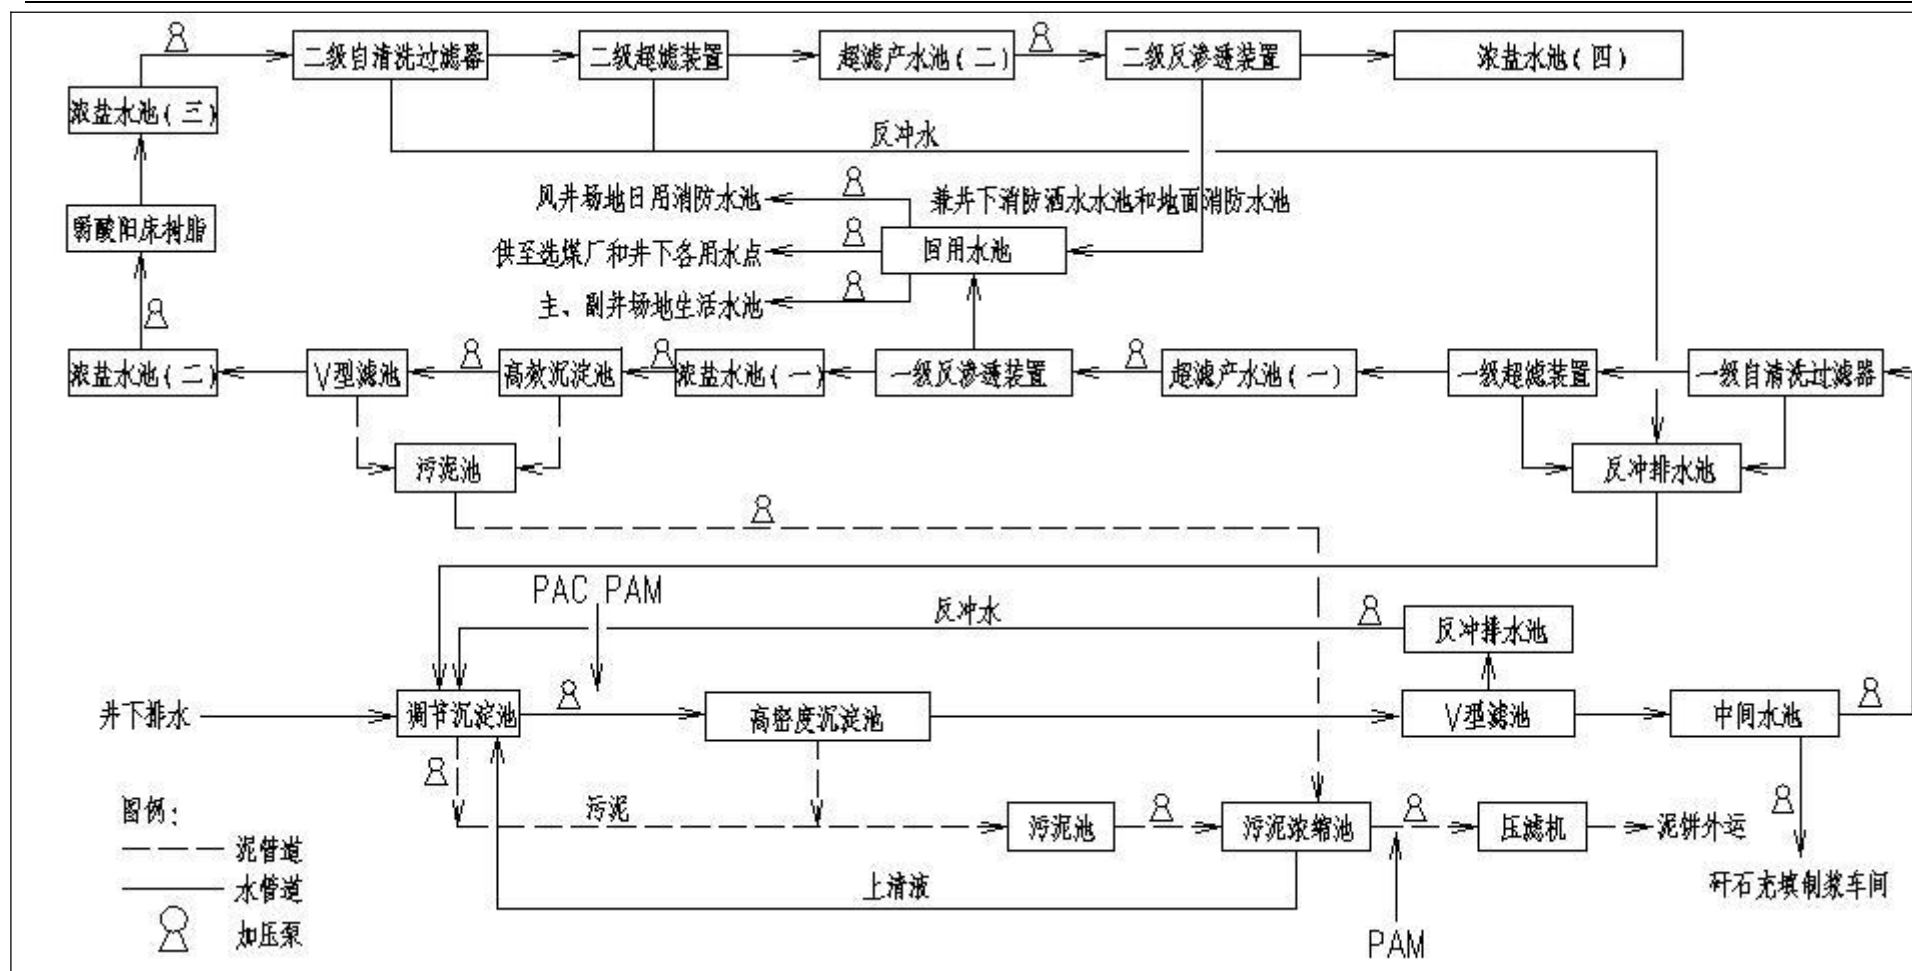 二级自清洗过滤器
二级超滤装置
超滤产水池(二)
二级反渗透装置
浓盐水池(四)
浓盐水池(三)
反冲水
弱酸阳床树脂
风井场地日用消防水池
兼井下消防洒水水池和地面消防水池
供至选煤厂和井下各用水点
回用水池
主、副井场地生活水池
浓盐水池(二)
V型滤池
高效沉淀池
浓盐水池(一)
一级反渗透装置
超滤产水池(一)
一级超滤装置
一级自清洗过滤器
污泥池
反冲排水池
PAC PAM
反冲水
反冲排水池
井下排水
调节沉淀池
高密度沉淀池
V型滤池
中间水池
图例:
污泥
污泥池
污泥浓缩池
压滤机
泥饼外运
泥管道
水管道
上清液
矸石充填制浆车间
加压泵
PAM